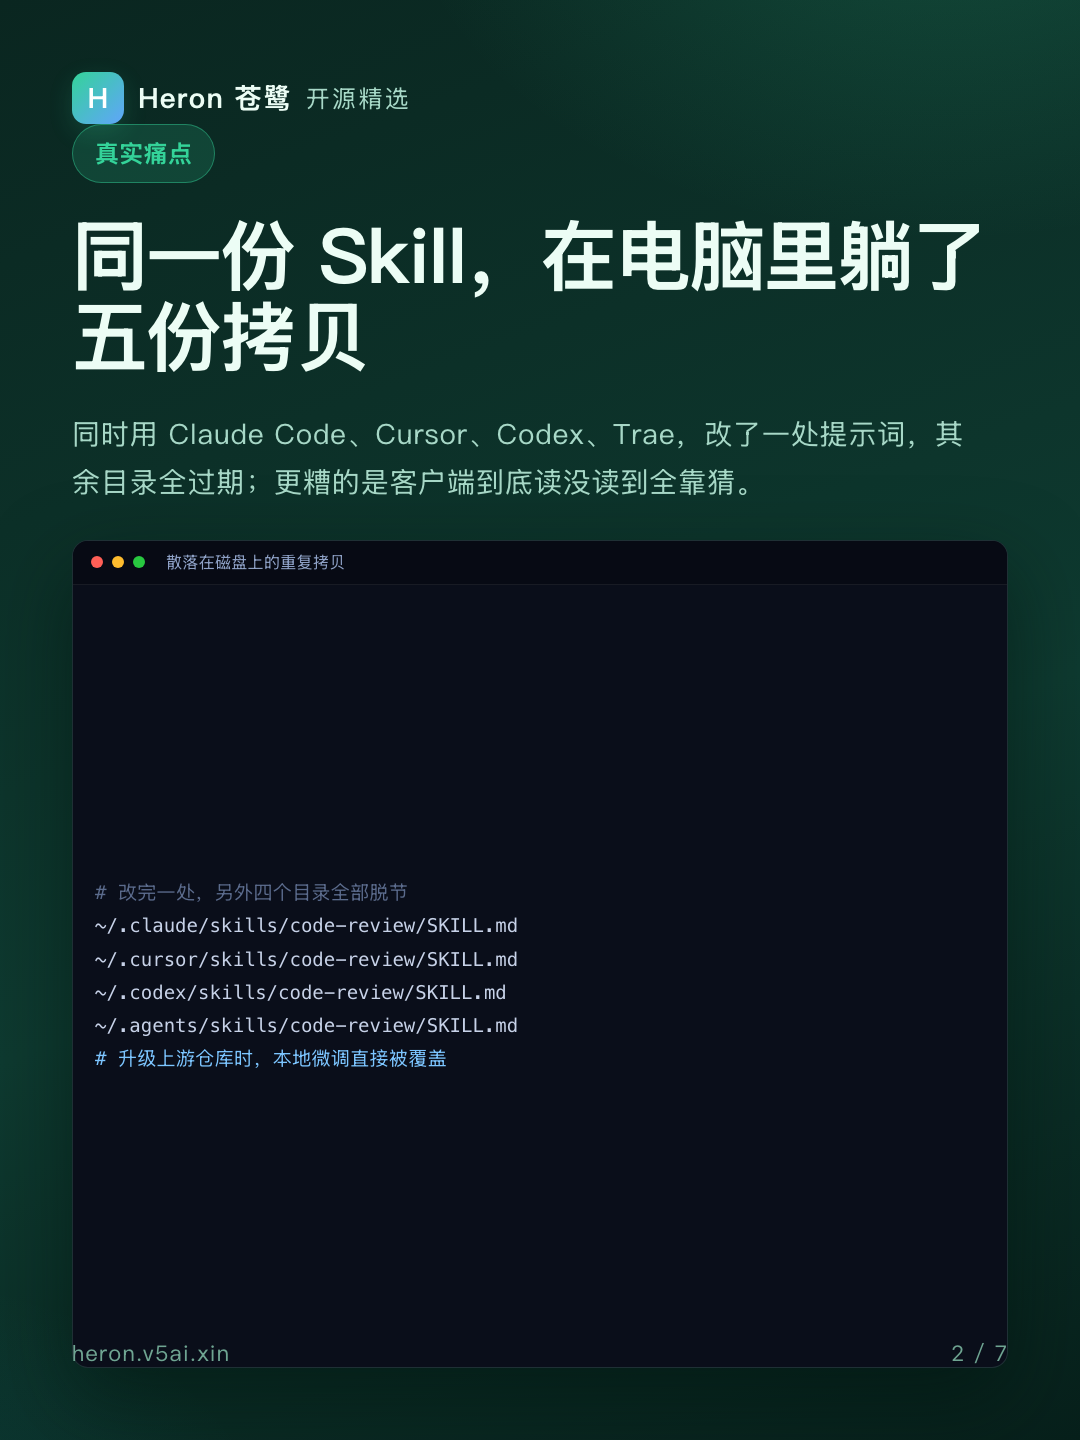 H Heron 苍鹭 开源精选
真实痛点
同一份 Skill，在电脑里躺了
五份拷贝
同时用 Claude Code、Cursor、Codex、Trae，改了一处提示词，其
余目录全过期；更糟的是客户端到底读没读到全靠猜。
散落在磁盘上的重复拷贝
# 改完一处，另外四个目录全部脱节
~/.claude/skills/code-review/SKILL.md
~/.cursor/skills/code-review/SKILL.md
~/.codex/skills/code-review/SKILL.md
~/.agents/skills/code-review/SKILL.md
# 升级上游仓库时，本地微调直接被覆盖
heron.v5ai.xin 2 / 7